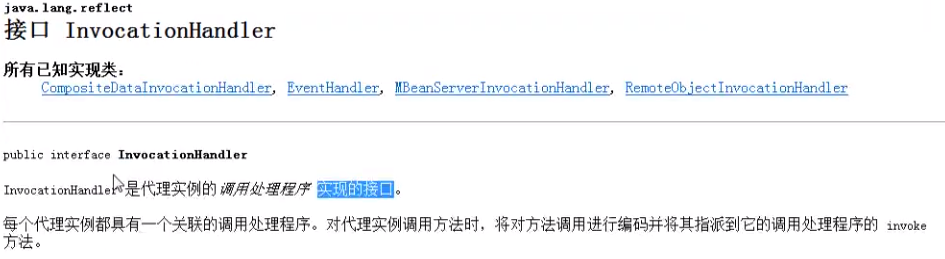 java.lang.reflect
接口 InvocationHandler
所有已知实现类：
CompositeDataInvocationHandler, EventHandler, MBeanServerInvocationHandler, RemoteObjectInvocationHandler
public interface InvocationHandler
InvocationHandler 是代理实例的调用处理程序 实现的接口。
每个代理实例都具有一个关联的调用处理程序。对代理实例调用方法时，将对方法调用进行编码并将其指派到它的调用处理程序的 invoke
方法。